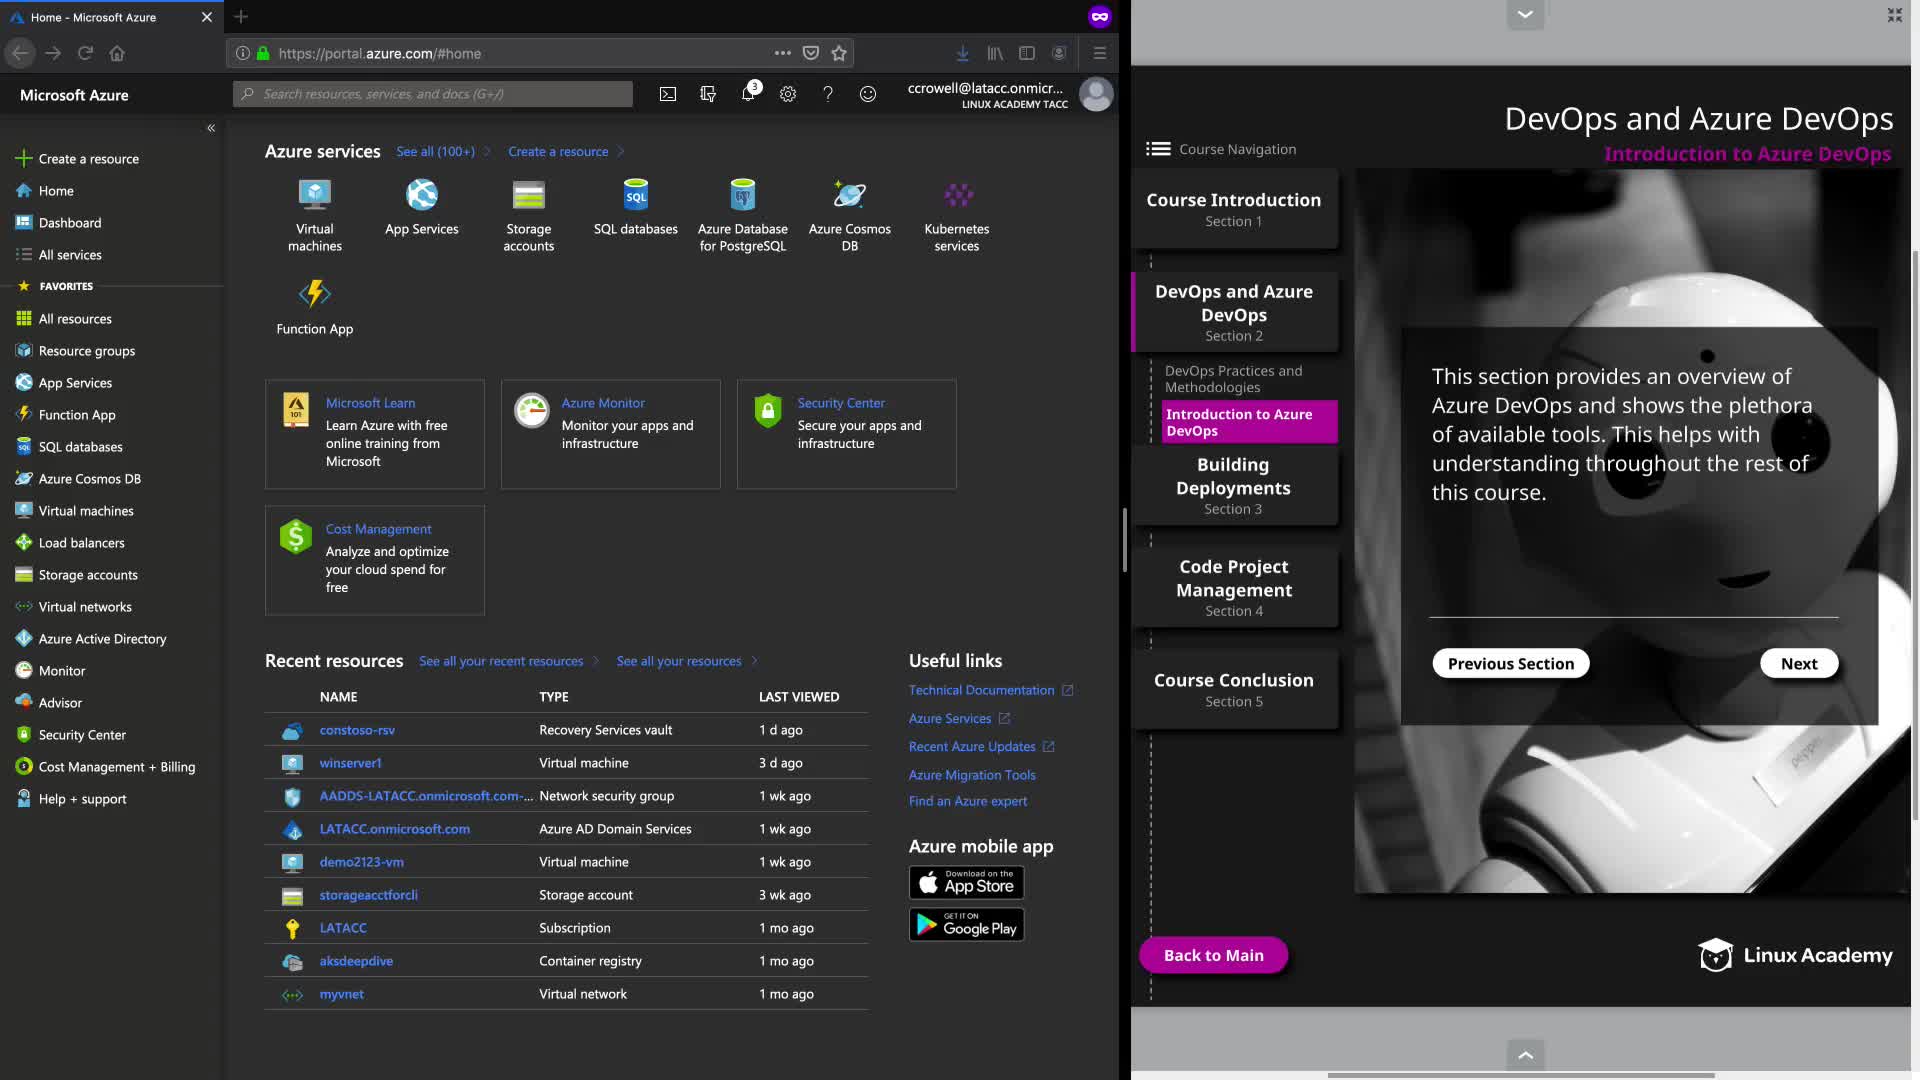 Home - Microsoft Azure
https://portal.azure.com/#home
Microsoft Azure
Search resources, services, and docs (G+/)
3
ccrowell@latacc.onmicr...
LINUX ACADEMY TACC
Create a resource
Home
Dashboard
All services
FAVORITES
All resources
Resource groups
App Services
Function App
SQL databases
Azure Cosmos DB
Virtual machines
Load balancers
Storage accounts
Virtual networks
Azure Active Directory
Monitor
Advisor
Security Center
Cost Management + Billing
Help + support
Azure services See all (100+) Create a resource
Virtual machines
App Services
Storage accounts
SQL
SQL databases
Azure Database for PostgreSQL
Azure Cosmos DB
Kubernetes services
Function App
101
Microsoft Learn
Learn Azure with free
online training from
Microsoft
Azure Monitor
Monitor your apps and
infrastructure
Security Center
Secure your apps and
infrastructure
Cost Management
Analyze and optimize
your cloud spend for
free
Recent resources See all your recent resources See all your resources
NAME TYPE LAST VIEWED
constoso-rsv Recovery Services vault 1 d ago
winserver1 Virtual machine 3 d ago
AADDS-LATACC.onmicrosoft.com-... Network security group 1 wk ago
LATACC.onmicrosoft.com Azure AD Domain Services 1 wk ago
demo2123-vm Virtual machine 1 wk ago
storageacctforcli Storage account 3 wk ago
LATACC Subscription 1 mo ago
aksdeepdive Container registry 1 mo ago
myvnet Virtual network 1 mo ago
Useful links
Technical Documentation
Azure Services
Recent Azure Updates
Azure Migration Tools
Find an Azure expert
Azure mobile app
Download on the
App Store
GET IT ON
Google Play
DevOps and Azure DevOps
Introduction to Azure DevOps
Course Navigation
Course Introduction
Section 1
DevOps and Azure
DevOps
Section 2
DevOps Practices and
Methodologies
Introduction to Azure
DevOps
Building
Deployments
Section 3
Code Project
Management
Section 4
Course Conclusion
Section 5
Back to Main
This section provides an overview of
Azure DevOps and shows the plethora
of available tools. This helps with
understanding throughout the rest of
this course.
Previous Section
Next
pepper
Linux Academy